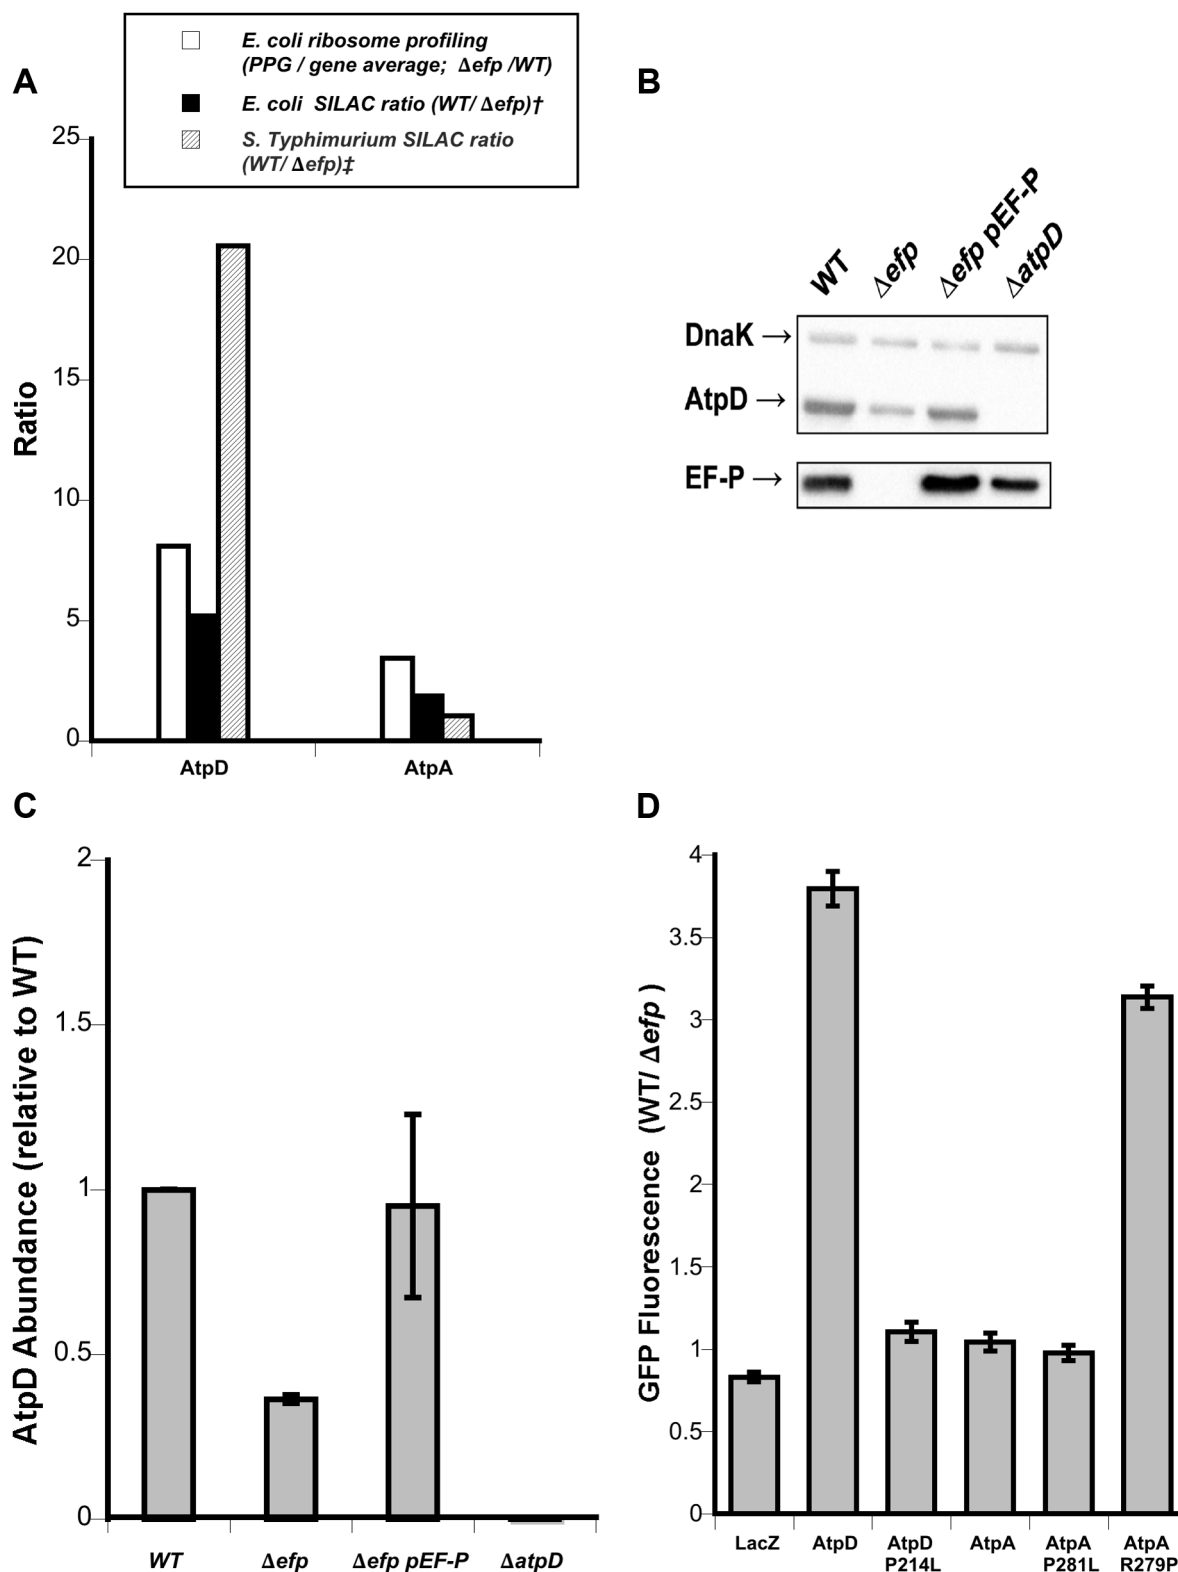 E. coli ribosome profiling
(PPG / gene average; Δefp /WT)
E. coli SILAC ratio (WT/ Δefp)†
S. Typhimurium SILAC ratio
(WT/ Δefp)‡
A
25
20
15
10
5
0
Ratio
AtpD
AtpA
B
WT
Δefp
Δefp pEF-P
ΔatpD
DnaK →
AtpD →
EF-P →
C
2
1.5
1
0.5
0
AtpD Abundance (relative to WT)
WT
Δefp
Δefp pEF-P
ΔatpD
D
4
3.5
3
2.5
2
1.5
1
0.5
0
GFP Fluorescence (WT/ Δefp )
LacZ
AtpD
AtpD
P214L
AtpA
AtpA
P281L
AtpA
R279P